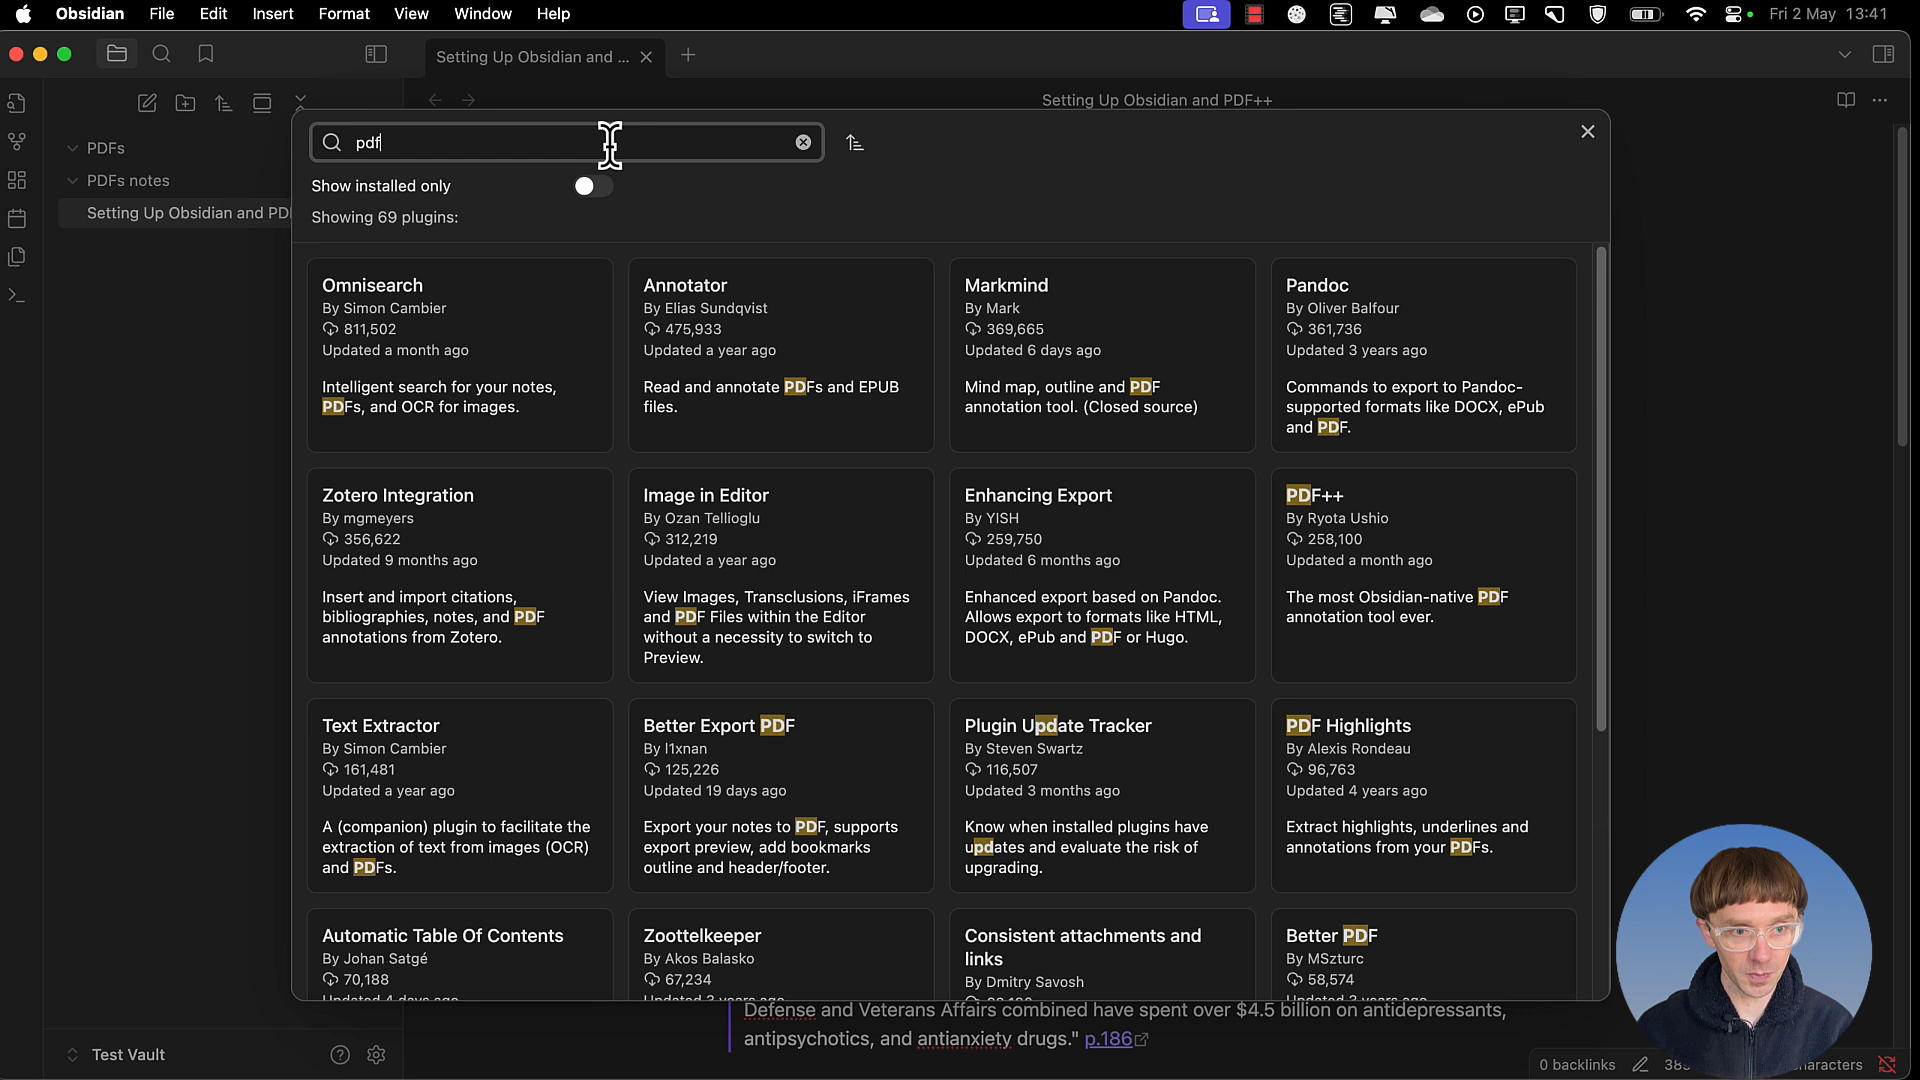 Obsidian File Edit Insert Format View Window Help Fri 2 May 13:41
Setting Up Obsidian and ...
Setting Up Obsidian and PDF++
PDFs
PDFs notes
Setting Up Obsidian and PD
pdf
Show installed only
Showing 69 plugins:
Omnisearch
By Simon Cambier
811,502
Updated a month ago
Intelligent search for your notes,
PDFs, and OCR for images.
Annotator
By Elias Sundqvist
475,933
Updated a year ago
Read and annotate PDFs and EPUB
files.
Markmind
By Mark
369,665
Updated 6 days ago
Mind map, outline and PDF
annotation tool. (Closed source)
Pandoc
By Oliver Balfour
361,736
Updated 3 years ago
Commands to export to Pandoc-
supported formats like DOCX, ePub
and PDF.
Zotero Integration
By mgmeyers
356,622
Updated 9 months ago
Insert and import citations,
bibliographies, notes, and PDF
annotations from Zotero.
Image in Editor
By Ozan Tellioglu
312,219
Updated a year ago
View Images, Transclusions, iFrames
and PDF Files within the Editor
without a necessity to switch to
Preview.
Enhancing Export
By YISH
259,750
Updated 6 months ago
Enhanced export based on Pandoc.
Allows export to formats like HTML,
DOCX, ePub and PDF or Hugo.
PDF++
By Ryota Ushio
258,100
Updated a month ago
The most Obsidian-native PDF
annotation tool ever.
Text Extractor
By Simon Cambier
161,481
Updated a year ago
A (companion) plugin to facilitate the
extraction of text from images (OCR)
and PDFs.
Better Export PDF
By l1xnan
125,226
Updated 19 days ago
Export your notes to PDF, supports
export preview, add bookmarks
outline and header/footer.
Plugin Update Tracker
By Steven Swartz
116,507
Updated 3 months ago
Know when installed plugins have
updates and evaluate the risk of
upgrading.
PDF Highlights
By Alexis Rondeau
96,763
Updated 4 years ago
Extract highlights, underlines and
annotations from your PDFs.
Automatic Table Of Contents
By Johan Satgé
70,188
Updated 4 days ago
Zoottelkeeper
By Akos Balasko
67,234
Updated 3 years ago
Consistent attachments and
links
By Dmitry Savosh
Better PDF
By MSzturc
58,574
Updated 3 years ago
Defense and Veterans Affairs combined have spent over $4.5 billion on antidepressants,
antipsychotics, and antianxiety drugs." p.186
Test Vault
0 backlinks